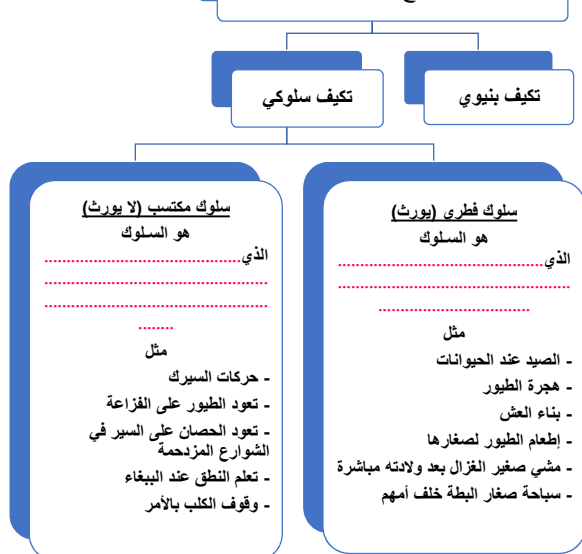 تكيف بنيوي
تكيف سلوكي
سلوك فطري (يورث)
هو السلوك
الذي......................................
....................................................
..................................
مثل
- الصيد عند الحيوانات
- هجرة الطيور
- بناء العش
- إطعام الطيور لصغارها
- مشي صغير الغزال بعد ولادته مباشرة
- سباحة صغار البطة خلف أمهم
سلوك مكتسب (لا يورث)
هو السلوك
الذي............................................
..................................................
..................................................
........
مثل
- حركات السيرك
- تعود الطيور على الفزاعة
- تعود الحصان على السير في
الشوارع المزدحمة
- تعلم النطق عند الببغاء
- وقوف الكلب بالأمر